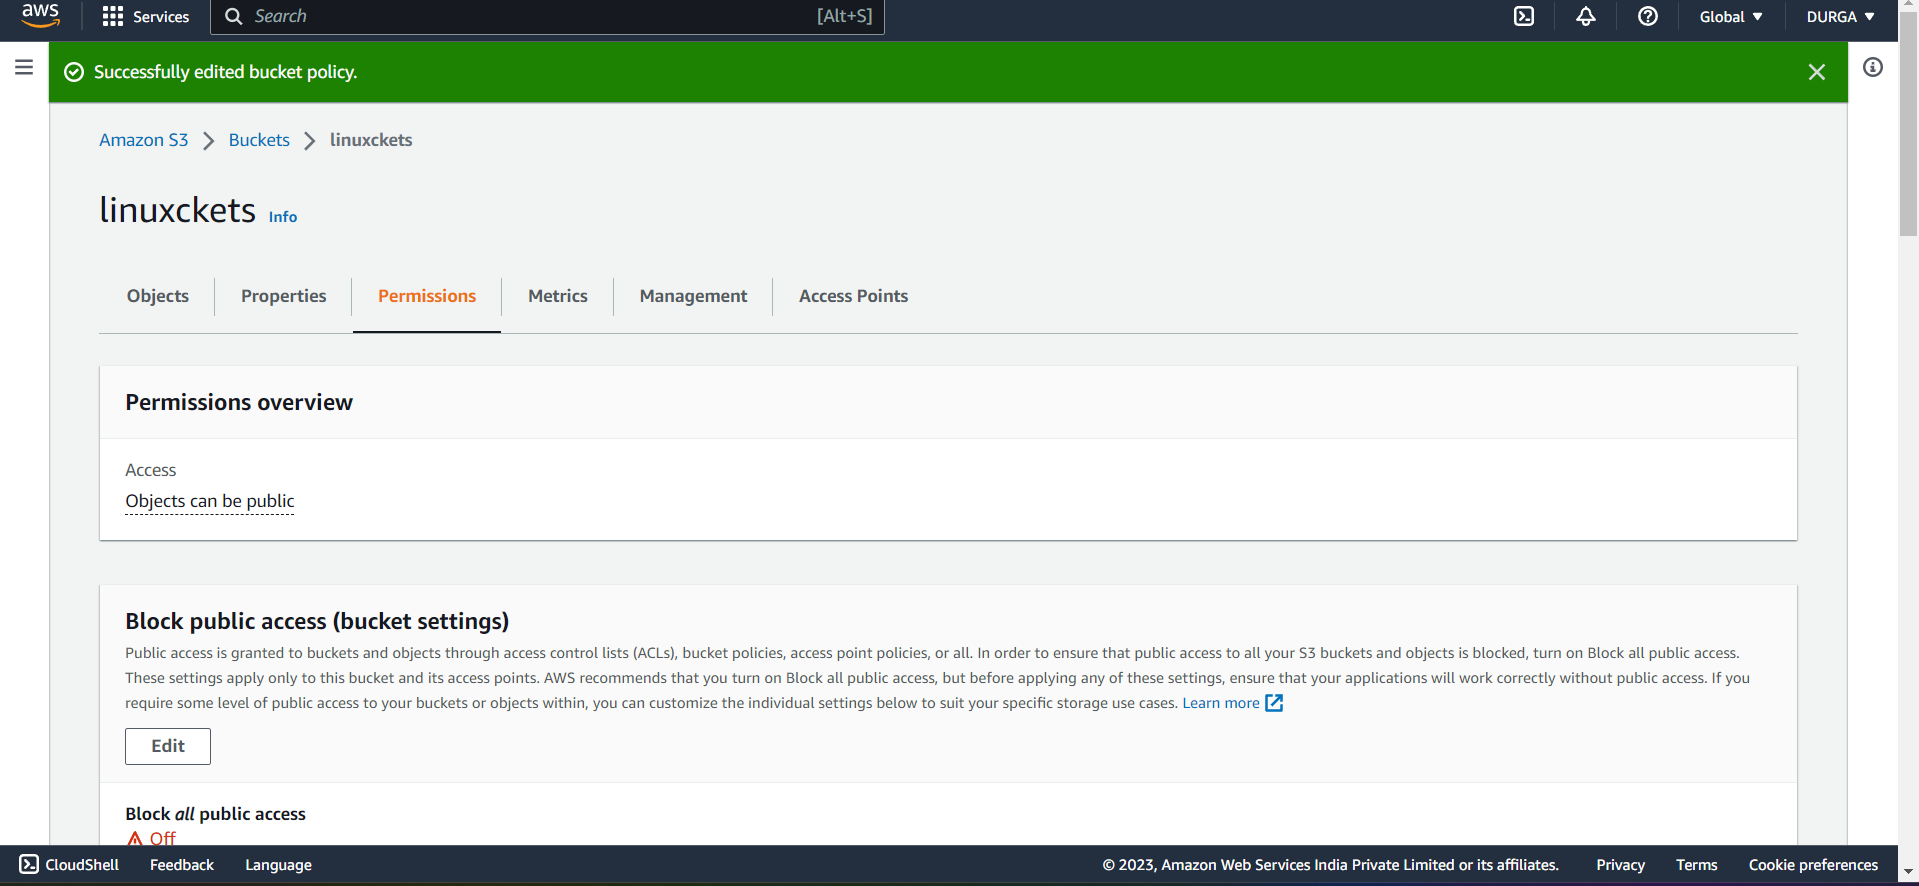 aws Services Search [Alt+S] Global DURGA
Successfully edited bucket policy.
Amazon S3 Buckets linuxckets
linuxckets Info
Objects Properties Permissions Metrics Management Access Points
Permissions overview
Access
Objects can be public
Block public access (bucket settings)
Public access is granted to buckets and objects through access control lists (ACLs), bucket policies, access point policies, or all. In order to ensure that public access to all your S3 buckets and objects is blocked, turn on Block all public access.
These settings apply only to this bucket and its access points. AWS recommends that you turn on Block all public access, but before applying any of these settings, ensure that your applications will work correctly without public access. If you
require some level of public access to your buckets or objects within, you can customize the individual settings below to suit your specific storage use cases. Learn more
Edit
Block all public access
Off
CloudShell Feedback Language © 2023, Amazon Web Services India Private Limited or its affiliates. Privacy Terms Cookie preferences